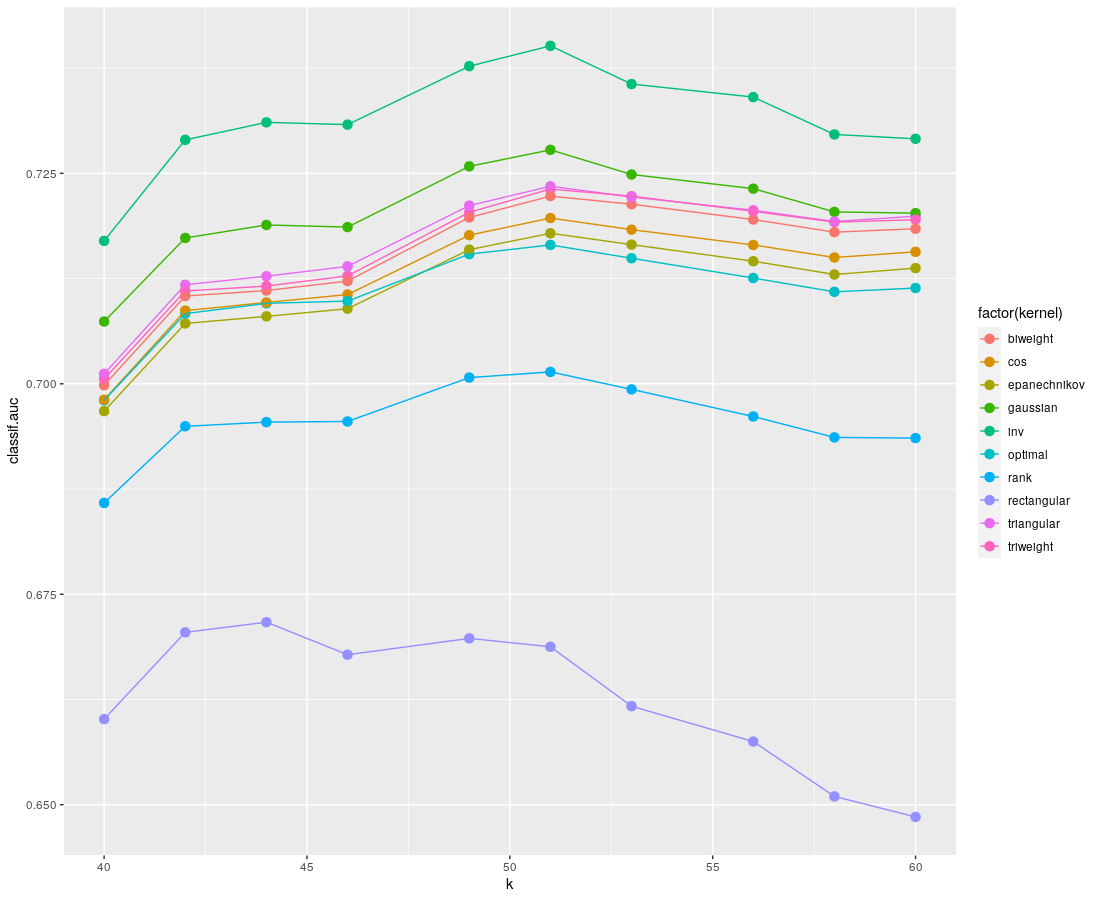 classif.auc
0.725
0.700
0.675
0.650
40
45
50
55
60
k
factor(kernel)
biweight
cos
epanechnikov
gaussian
inv
optimal
rank
rectangular
triangular
triweight